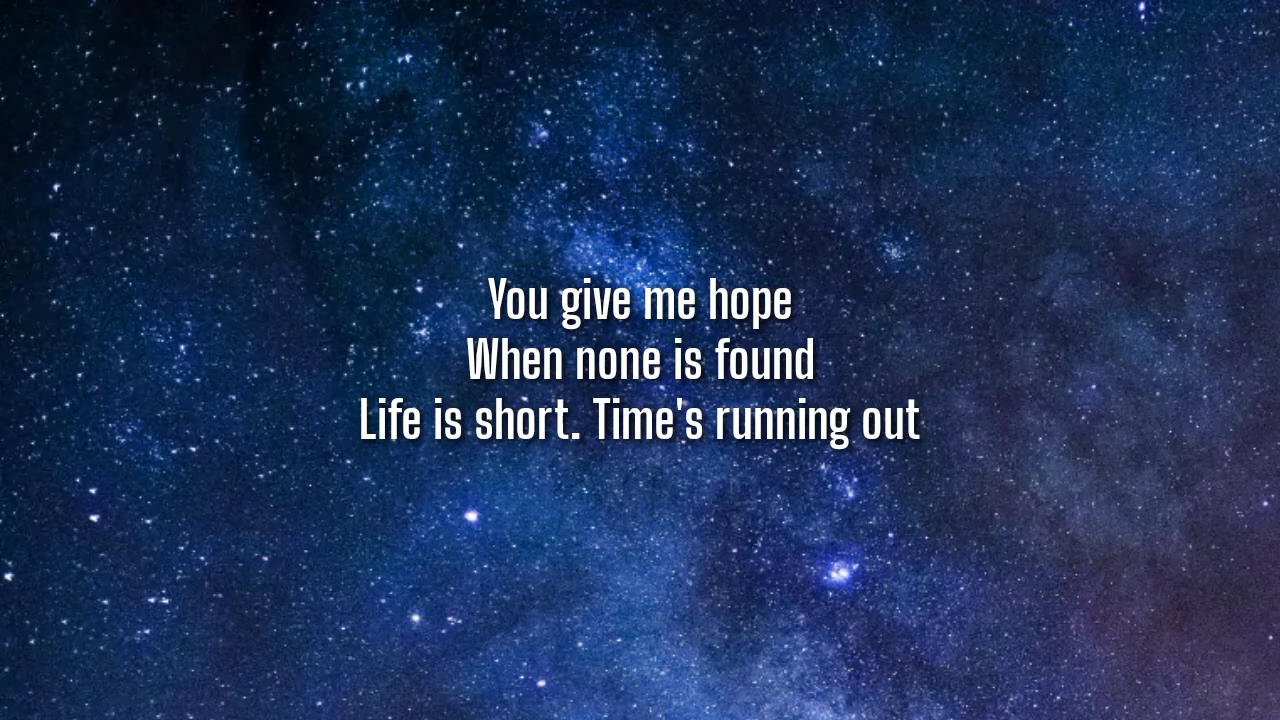 You give me hope
When none is found
Life is short. Time's running out